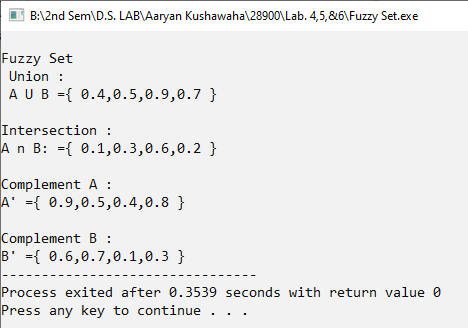 B:\2nd Sem\D.S. LAB\Aaryan Kushawaha\28900\Lab. 4,5,&6\Fuzzy Set.exe
Fuzzy Set
Union :
A U B ={ 0.4,0.5,0.9,0.7 }
Intersection :
A n B: ={ 0.1,0.3,0.6,0.2 }
Complement A :
A' ={ 0.9,0.5,0.4,0.8 }
Complement B :
B' ={ 0.6,0.7,0.1,0.3 }
--------------------------------
Process exited after 0.3539 seconds with return value 0
Press any key to continue . . .